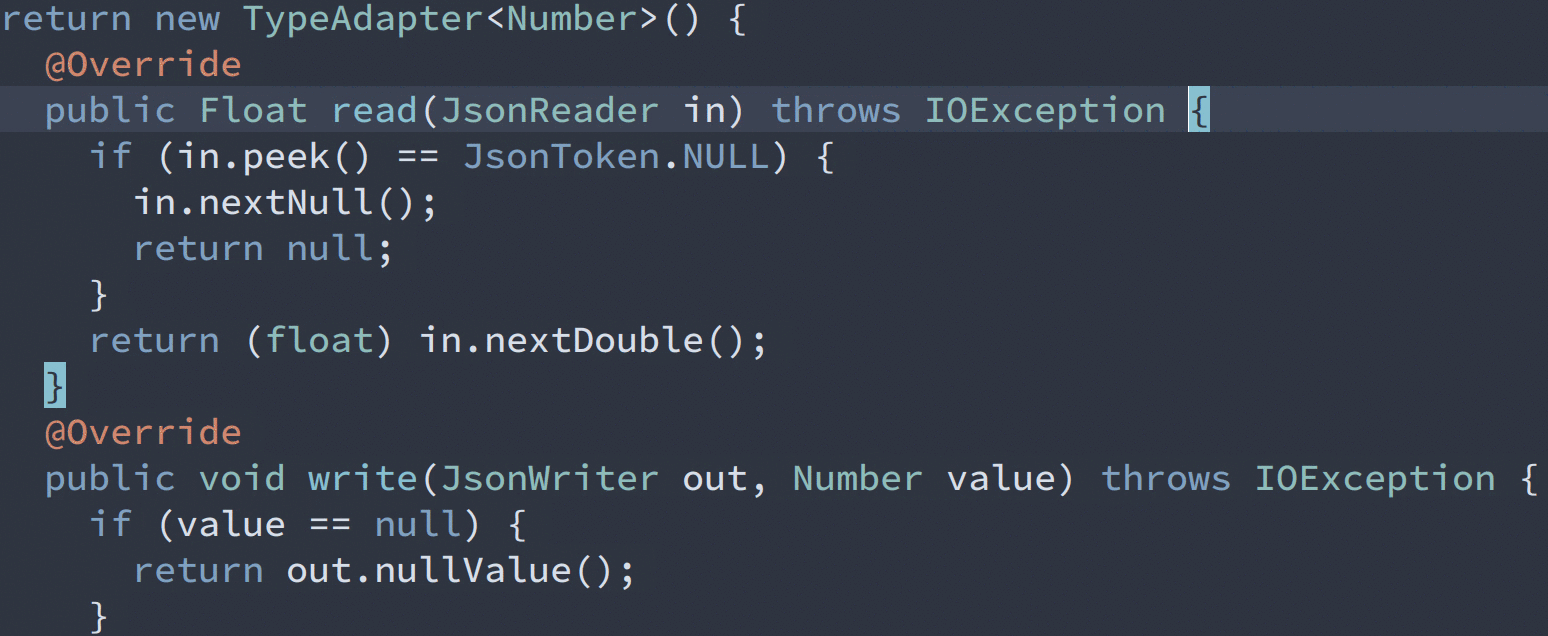 return new TypeAdapter<Number>() {
  @Override
  public Float read(JsonReader in) throws IOException {
    if (in.peek() == JsonToken.NULL) {
      in.nextNull();
      return null;
    }
    return (float) in.nextDouble();
  }
  @Override
  public void write(JsonWriter out, Number value) throws IOException {
    if (value == null) {
      return out.nullValue();
    }